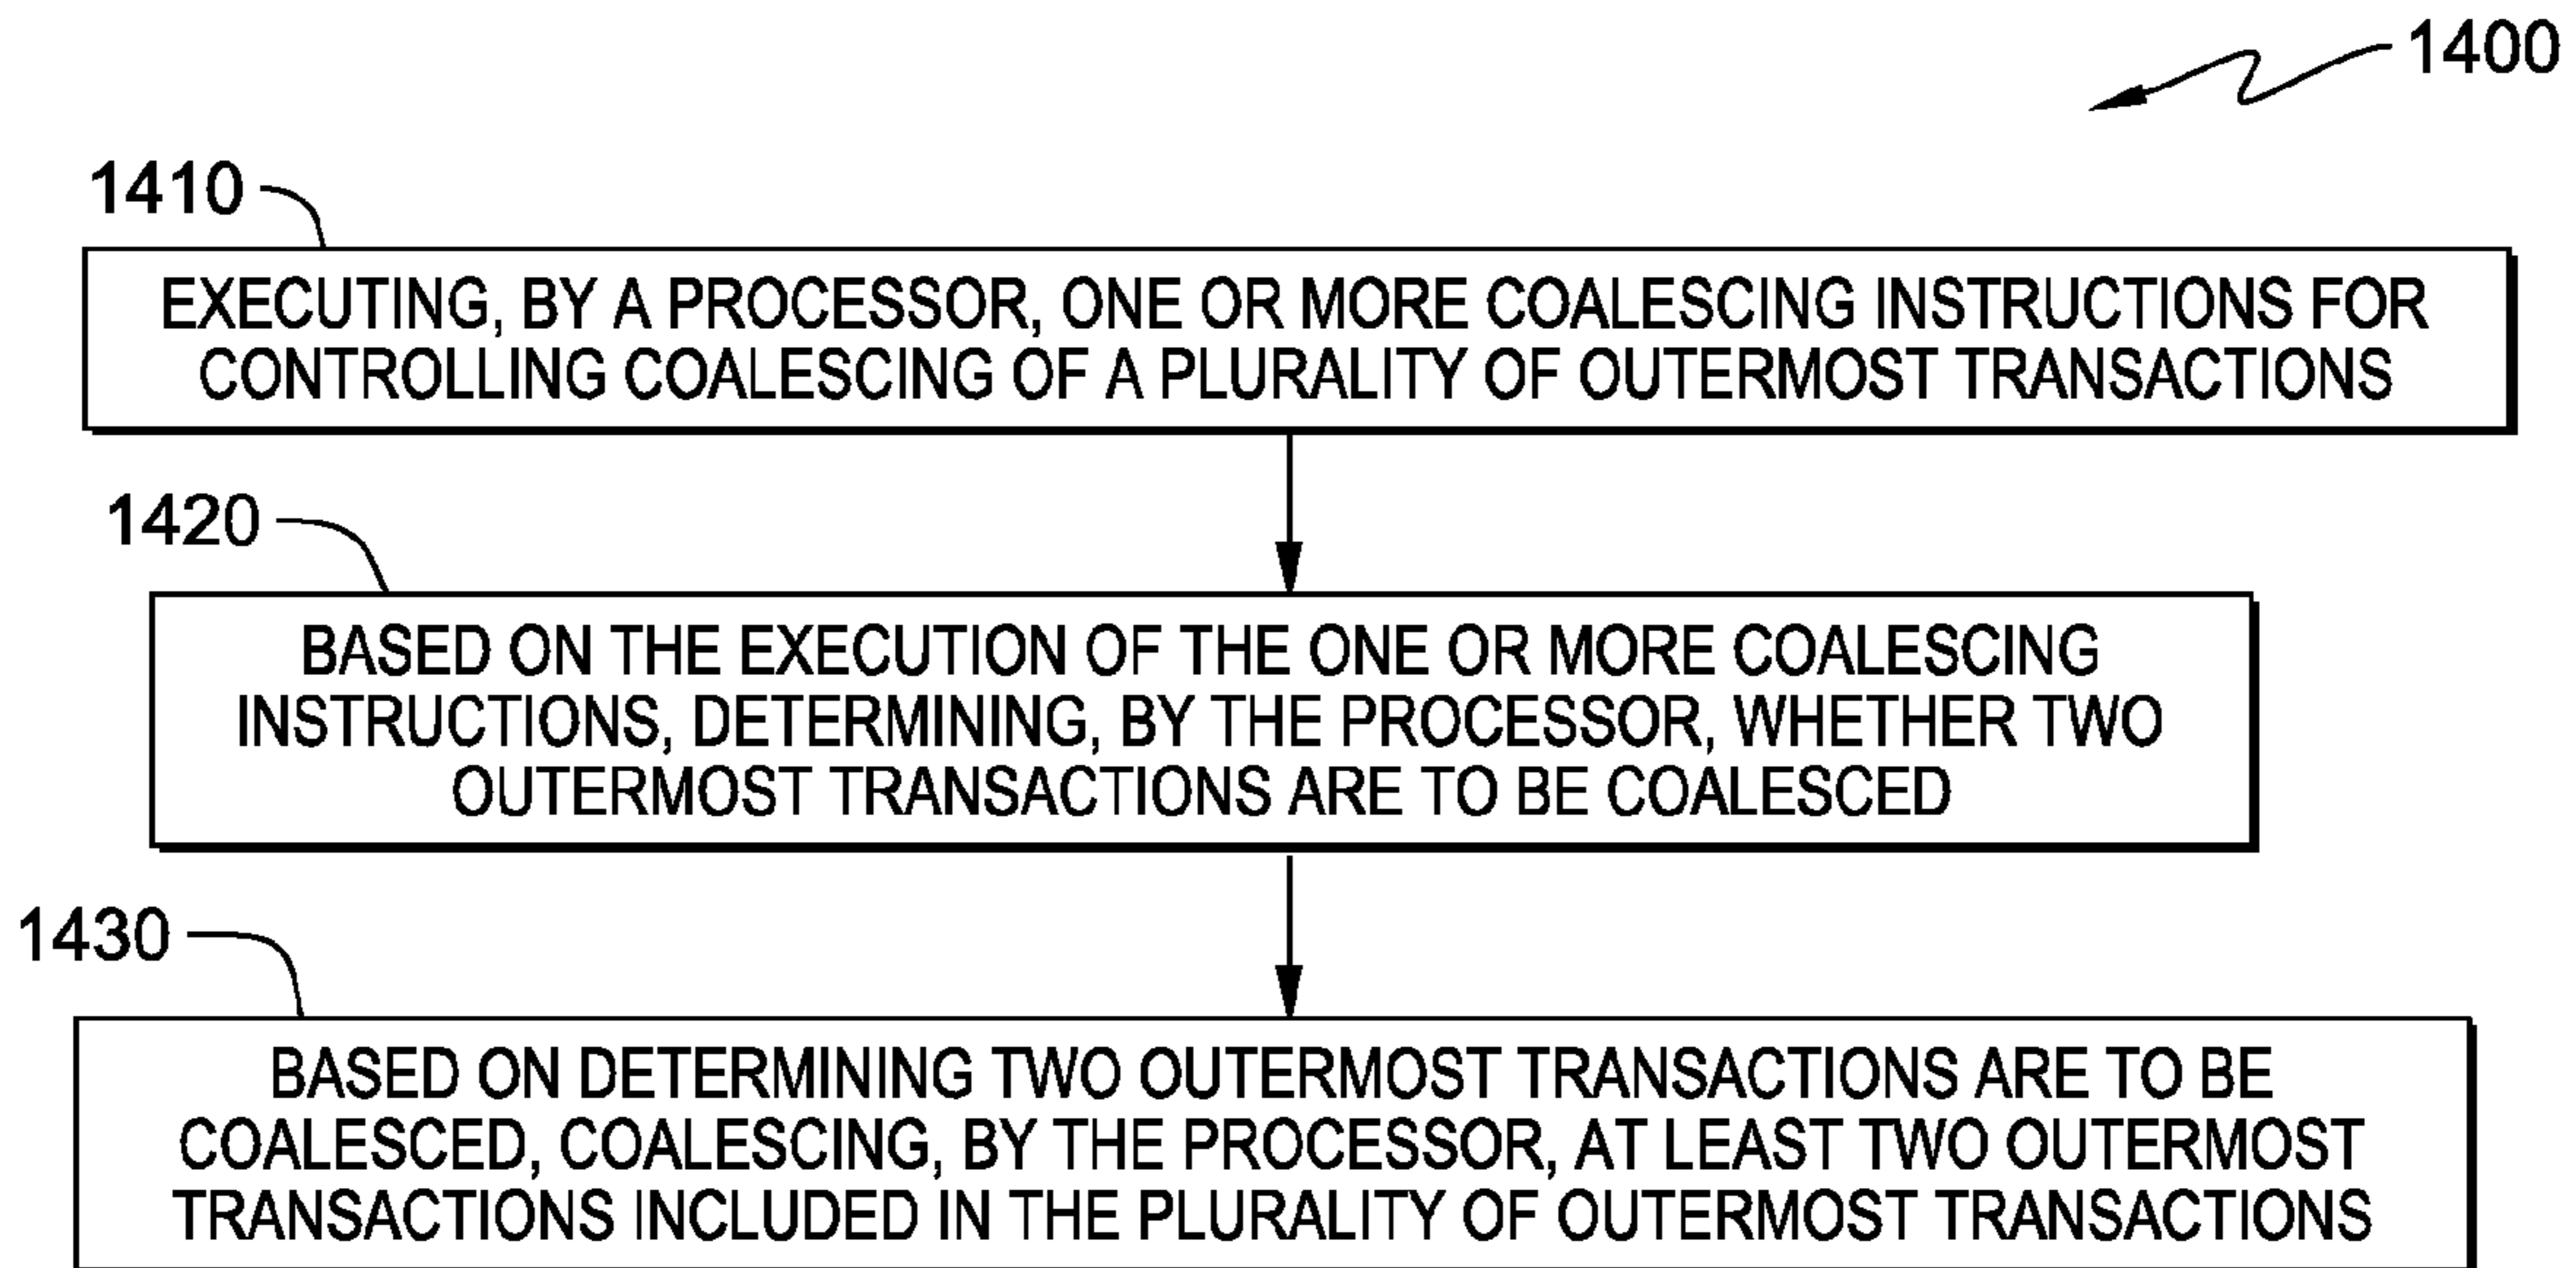 1400
1410
EXECUTING, BY A PROCESSOR, ONE OR MORE COALESCING INSTRUCTIONS FOR
CONTROLLING COALESCING OF A PLURALITY OF OUTERMOST TRANSACTIONS
1420
BASED ON THE EXECUTION OF THE ONE OR MORE COALESCING
INSTRUCTIONS, DETERMINING, BY THE PROCESSOR, WHETHER TWO
OUTERMOST TRANSACTIONS ARE TO BE COALESCED
1430
BASED ON DETERMINING TWO OUTERMOST TRANSACTIONS ARE TO BE
COALESCED, COALESCING, BY THE PROCESSOR, AT LEAST TWO OUTERMOST
TRANSACTIONS INCLUDED IN THE PLURALITY OF OUTERMOST TRANSACTIONS